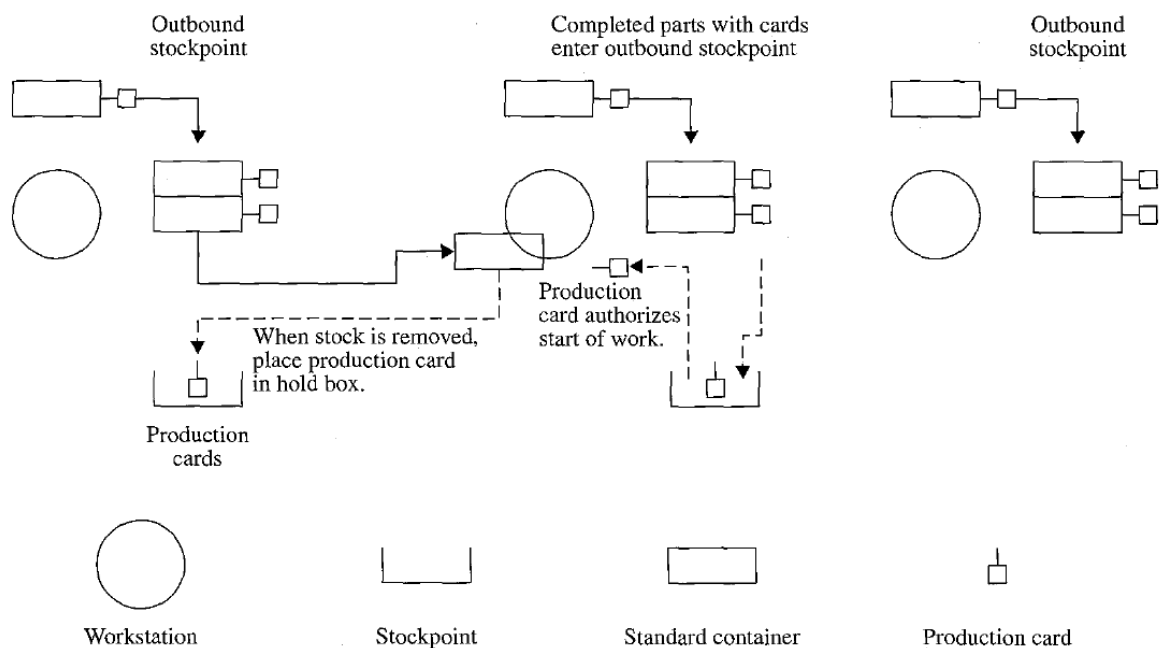 Outbound
stockpoint
Completed parts with cards
enter outbound stockpoint
Outbound
stockpoint
When stock is removed,
place production card
in hold box.
Production
card authorizes
start of work.
Production
cards
Workstation
Stockpoint
Standard container
Production card